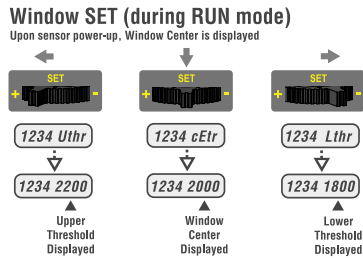 Window SET (during RUN mode)
Upon sensor power-up, Window Center is displayed
SET
+ -
SET
+ -
SET
+ -
1234 Uthr
1234 cEtr
1234 Lthr
1234 2200
1234 2000
1234 1800
Upper
Threshold
Displayed
Window
Center
Displayed
Lower
Threshold
Displayed